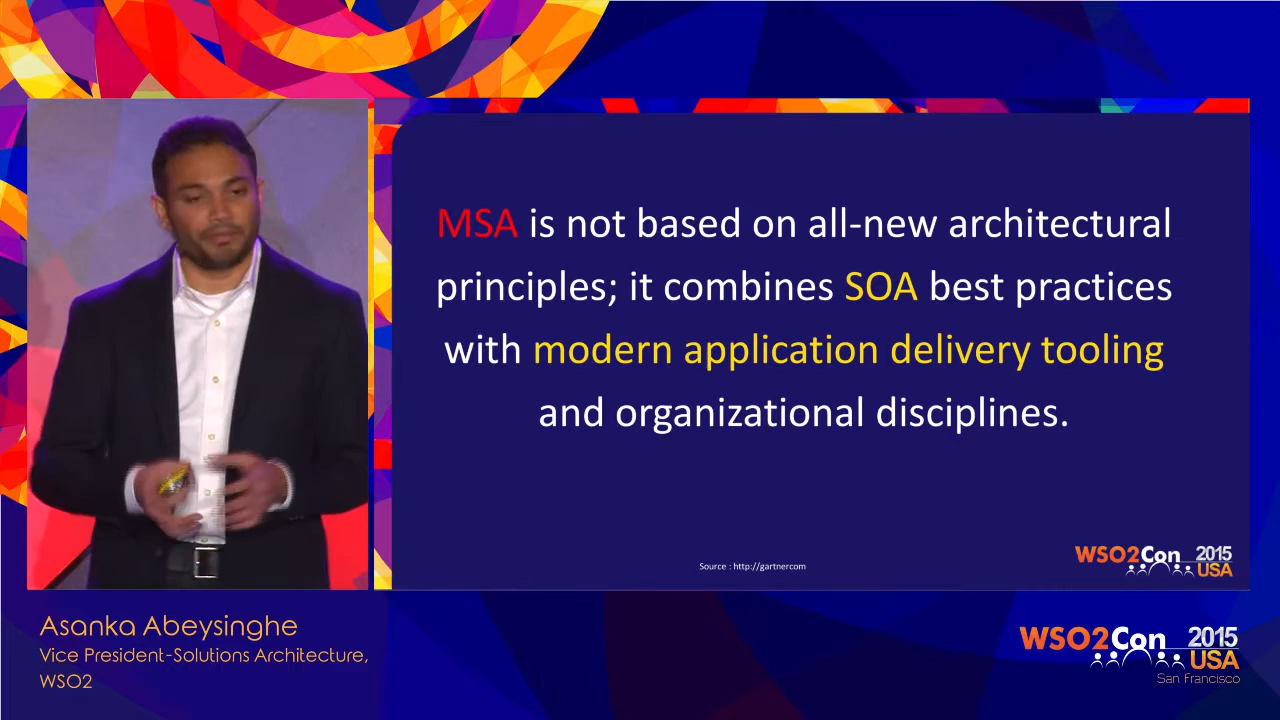 MSA is not based on all-new architectural
principles; it combines SOA best practices
with modern application delivery tooling
and organizational disciplines.
Source : http://gartnercom
WSO2Con 2015
USA
Asanka Abeysinghe
Vice President-Solutions Architecture,
WSO2
WSO2Con 2015
USA
San Francisco